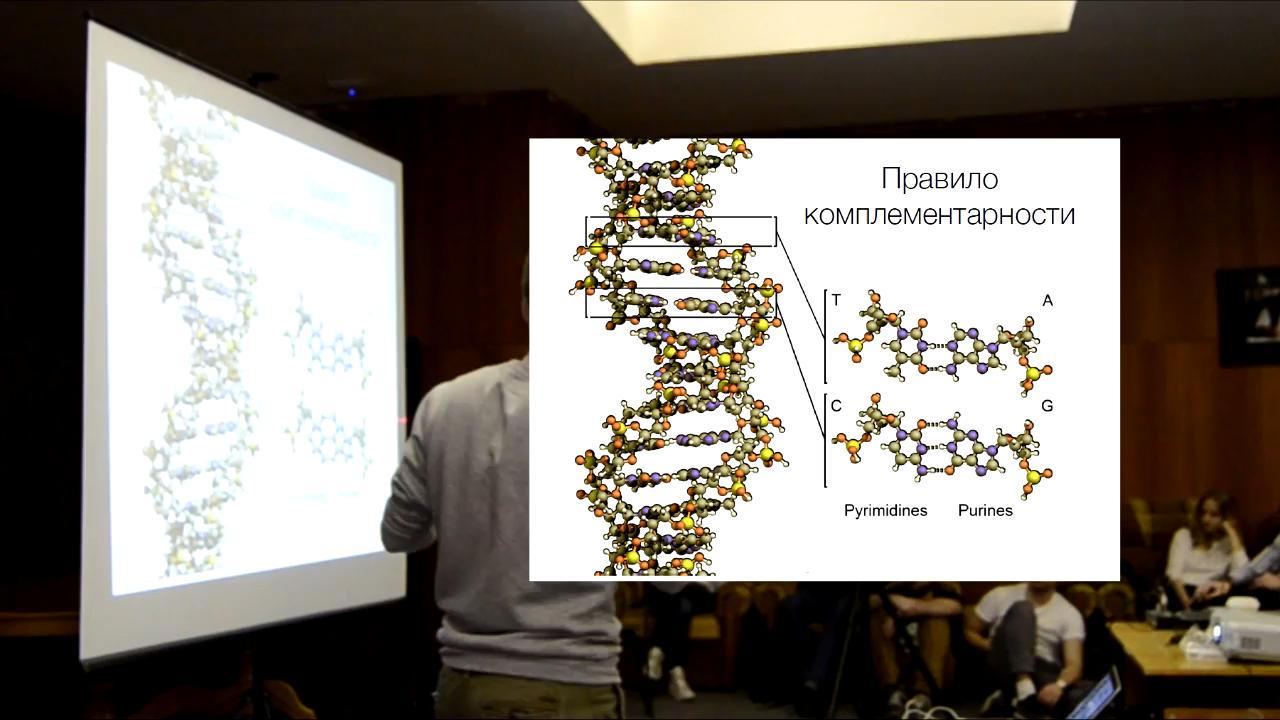 Правило
комплементарности
T
A
C
G
Pyrimidines
Purines